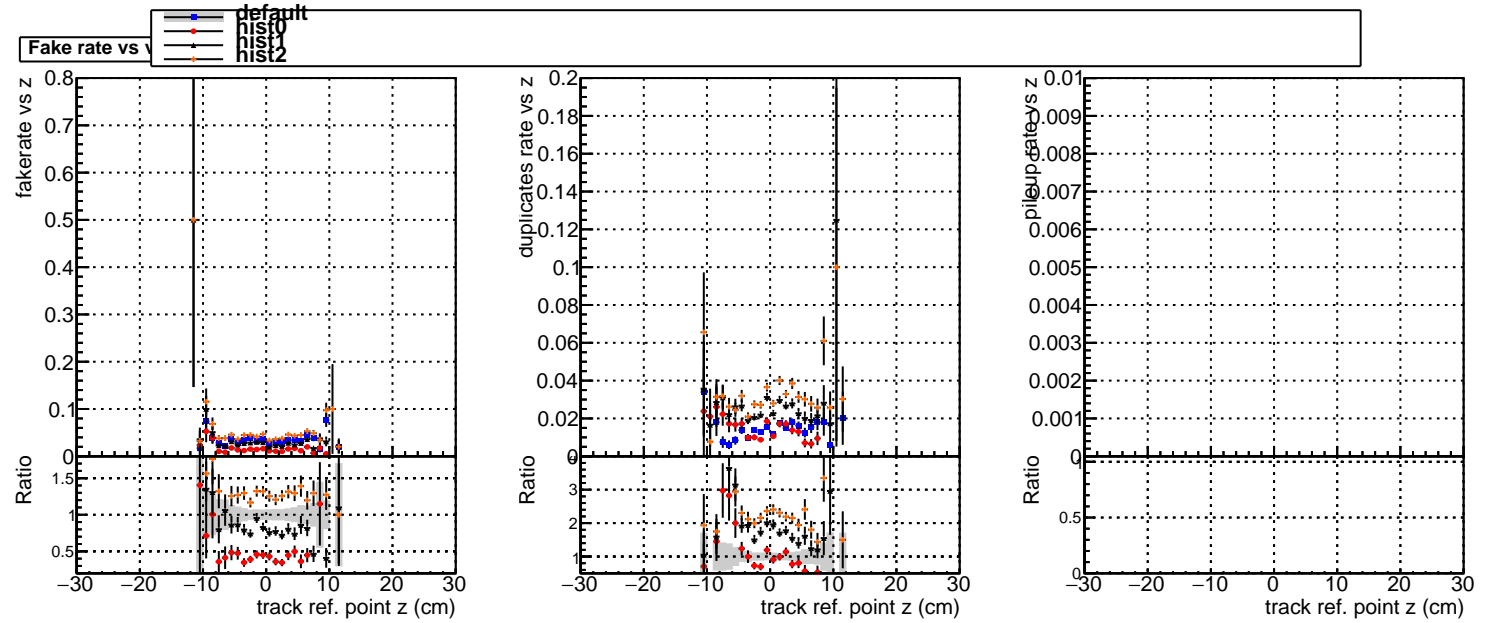 default
hist0
hist1
hist2
Fake rate vs v
fakerate vs z
0.8
0.7
0.6
0.5
0.4
0.3
0.2
0.1
0
Ratio
1.5
1
0.5
−30 −20 −10 0 10 20 30
track ref. point z (cm)
duplicates rate vs z
0.2
0.18
0.16
0.14
0.12
0.1
0.08
0.06
0.04
0.02
0
Ratio
3
2
1
−30 −20 −10 0 10 20 30
track ref. point z (cm)
pileup rate vs z
0.01
0.009
0.008
0.007
0.006
0.005
0.004
0.003
0.002
0.001
0
Ratio
1
0.5
0
−30 −20 −10 0 10 20 30
track ref. point z (cm)